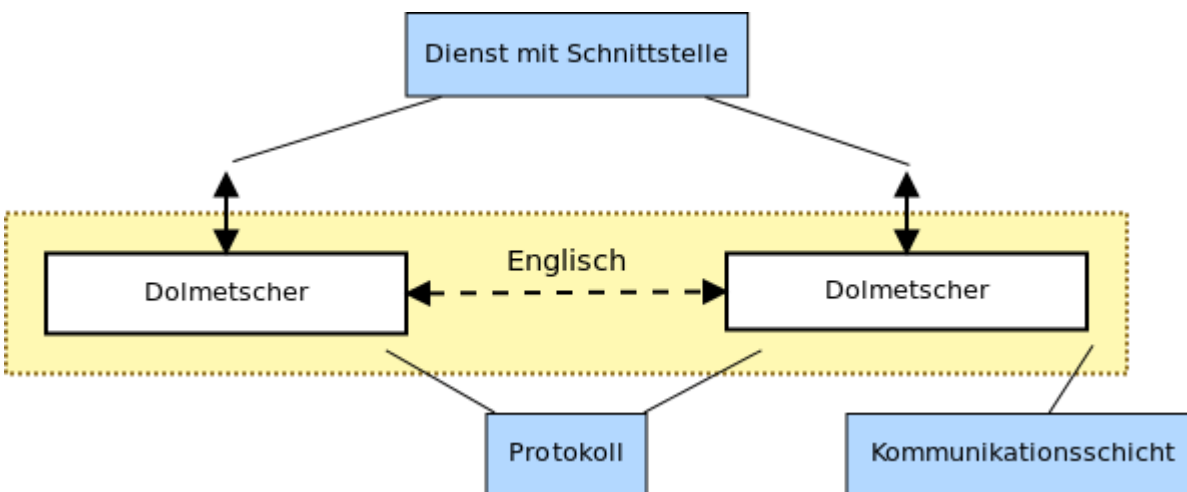 Dienst mit Schnittstelle
Englisch
Dolmetscher
Dolmetscher
Protokoll
Kommunikationsschicht